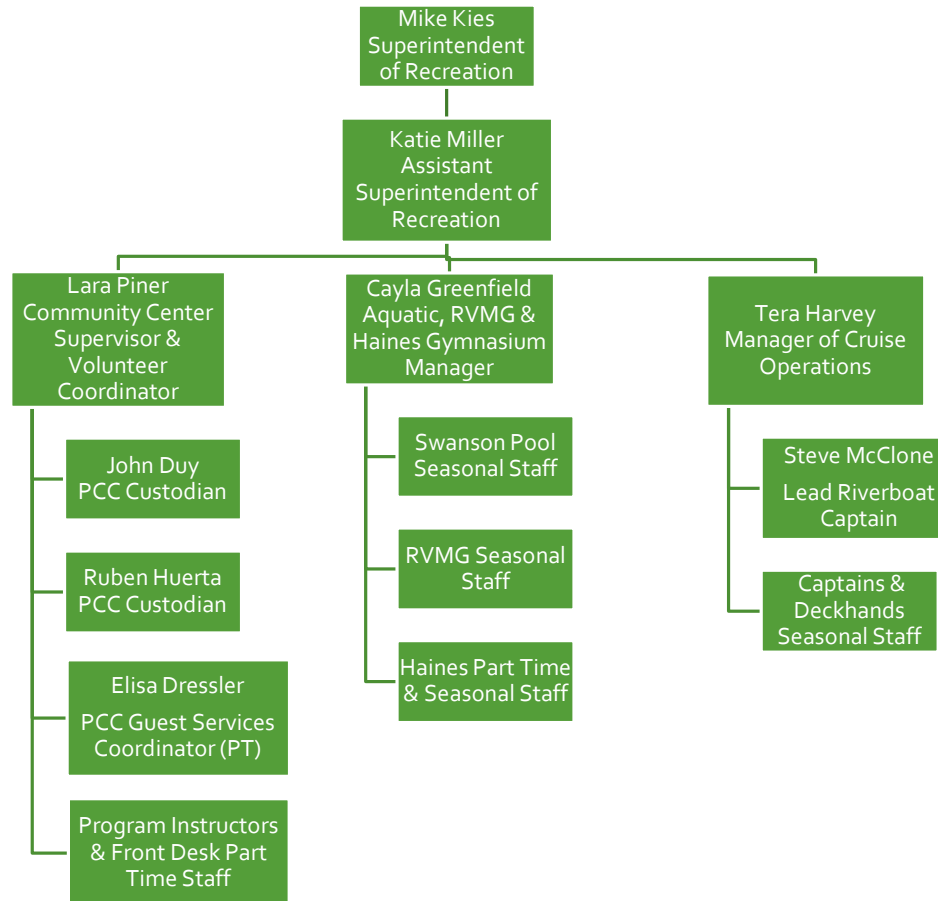 Mike Kies
Superintendent
of Recreation
Katie Miller
Assistant
Superintendent of
Recreation
Lara Piner
Community Center
Supervisor &
Volunteer
Coordinator
John Duy
PCC Custodian
Ruben Huerta
PCC Custodian
Elisa Dressler
PCC Guest Services
Coordinator (PT)
Program Instructors
& Front Desk Part
Time Staff
Cayla Greenfield
Aquatic, RVMG &
Haines Gymnasium
Manager
Swanson Pool
Seasonal Staff
RVMG Seasonal
Staff
Haines Part Time
& Seasonal Staff
Tera Harvey
Manager of Cruise
Operations
Steve McClone
Lead Riverboat
Captain
Captains &
Deckhands
Seasonal Staff